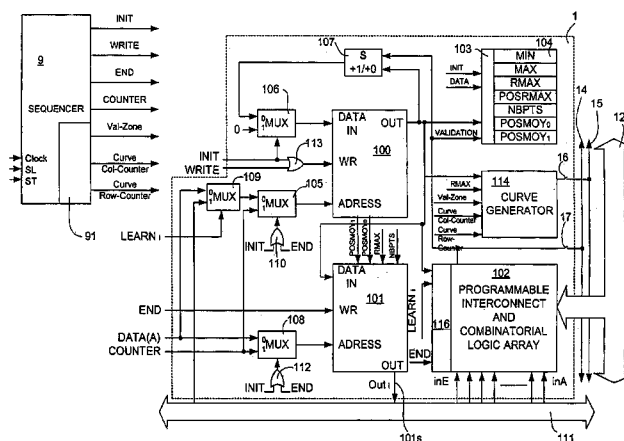 9
SEQUENCER
Clock
SL
ST
91
INIT
WRITE
END
COUNTER
Val-Zone
Curve
Col-Counter
Curve
Row-Counter
1
107
S
+1/+0
106
0
1
MUX
0
113
INIT
WRITE
109
0
1
MUX
LEARN i
105
0
1
MUX
110
INIT
END
DATA
IN
OUT
100
WR
ADRESS
POSMOY1
POSMOY0
RMAX
NBPTS
103
104
INIT
DATA
VALIDATION
MIN
MAX
RMAX
POSRMAX
NBPTS
POSMOY0
POSMOY1
14
15
12
16
17
RMAX
Val-Zone
Curve
Col-Counter
Curve
Row-
Counter
114
CURVE
GENERATOR
DATA
IN
101
WR
ADRESS
OUT
END
DATA(A)
COUNTER
108
0
1
MUX
112
INIT
END
LEARN i
END
116
102
PROGRAMMABLE
INTERCONNECT
AND
COMBINATORIAL
LOGIC ARRAY
inE
inA
Out i
101s
111